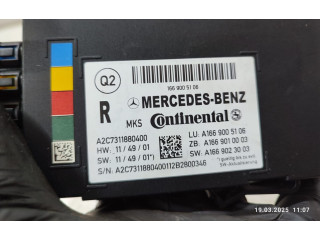 Q2
166 900 51 06
R
MERCEDES-BENZ
MKS Continental
A2C7311880400 LU: A166 900 51 06
HW: 11 / 49 / 01 ZB: A166 901 00 03
SW: 11 / 49 / 01*) SW: A166 902 30 03
S/N: A2C7311880400112B2800346
19.03.2025 11:07